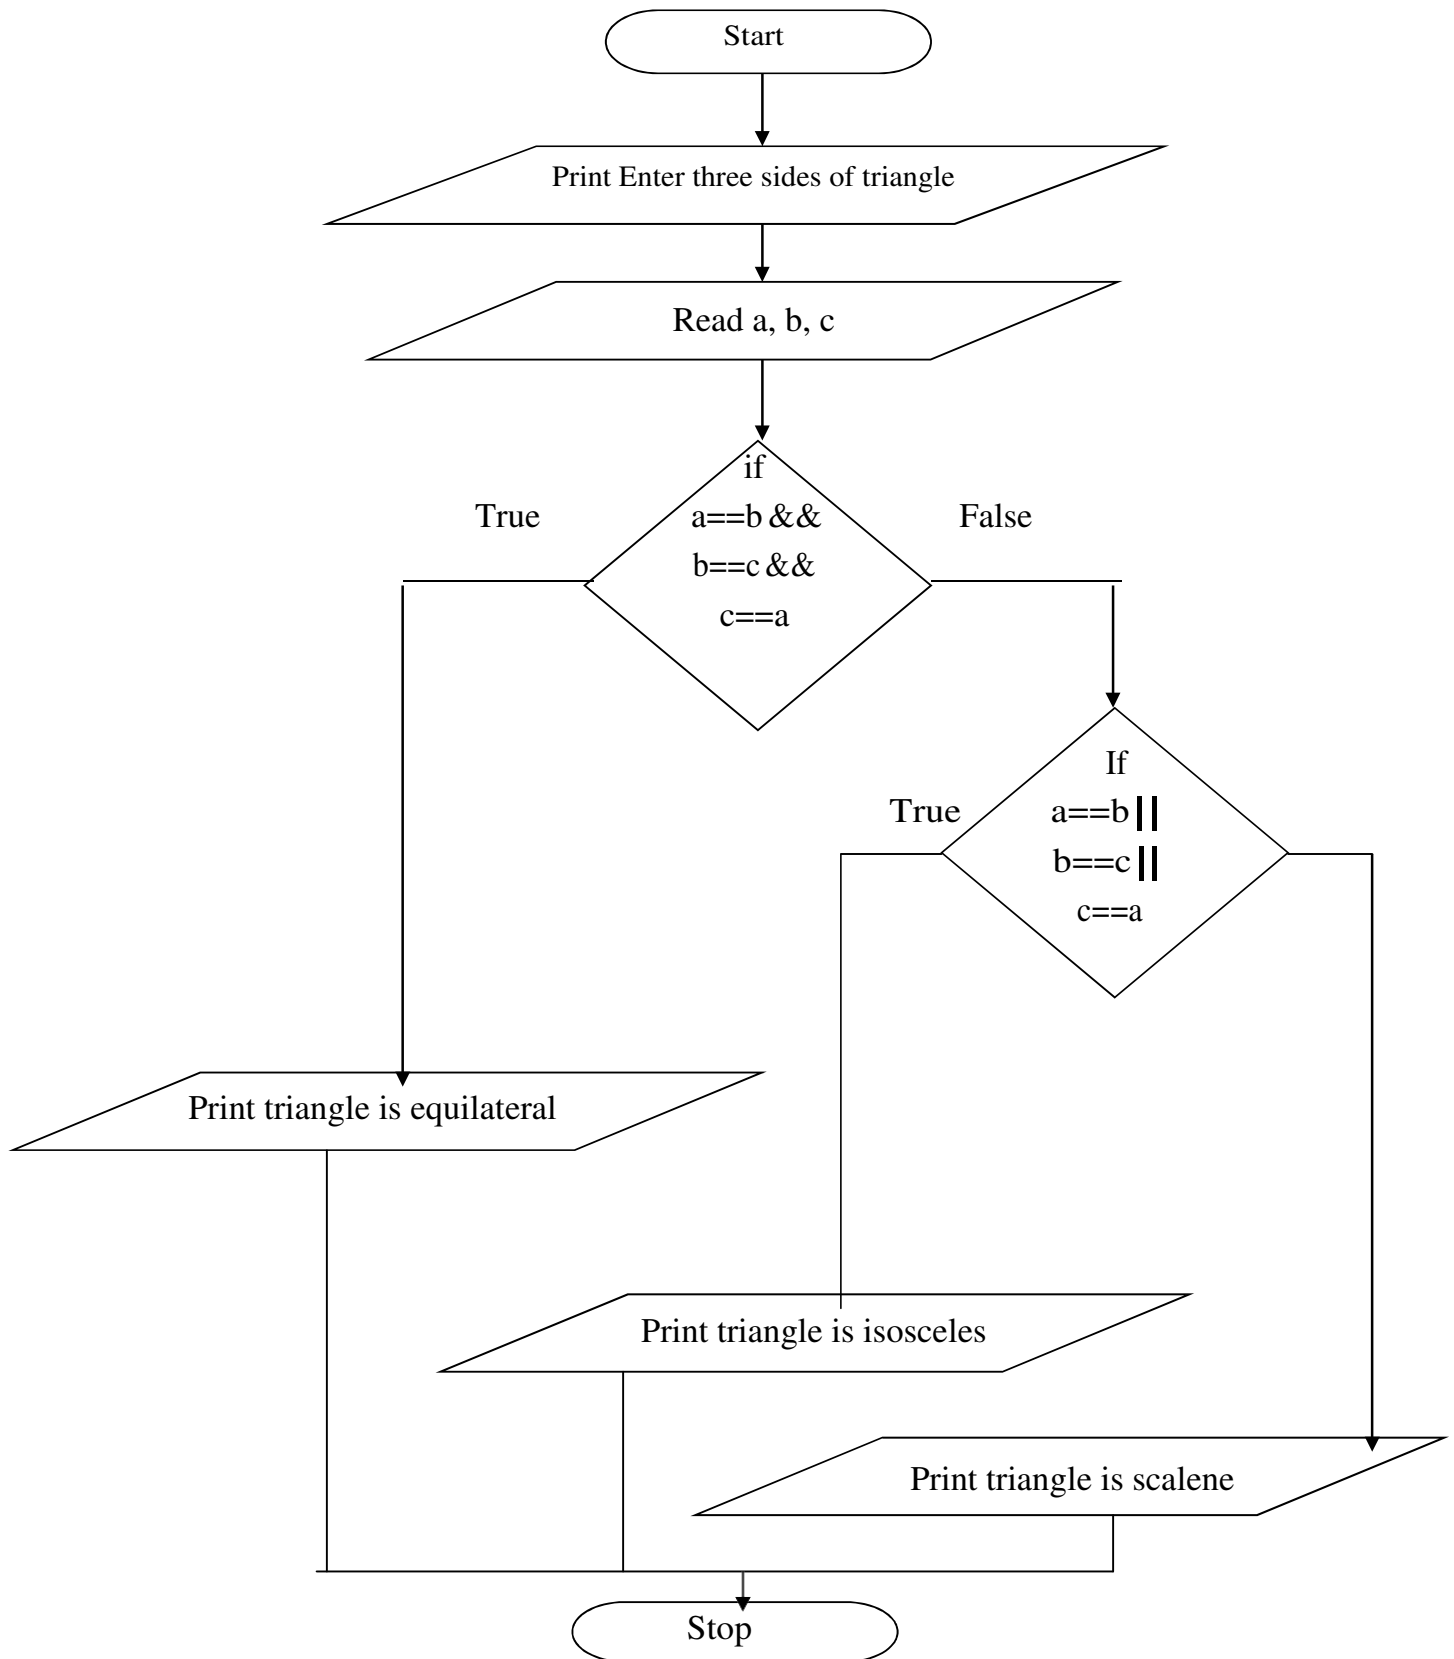 Start
Print Enter three sides of triangle
Read a, b, c
if
a==b &&
b==c &&
c==a
True
False
If
a==b ||
b==c ||
c==a
True
Print triangle is equilateral
Print triangle is isosceles
Print triangle is scalene
Stop